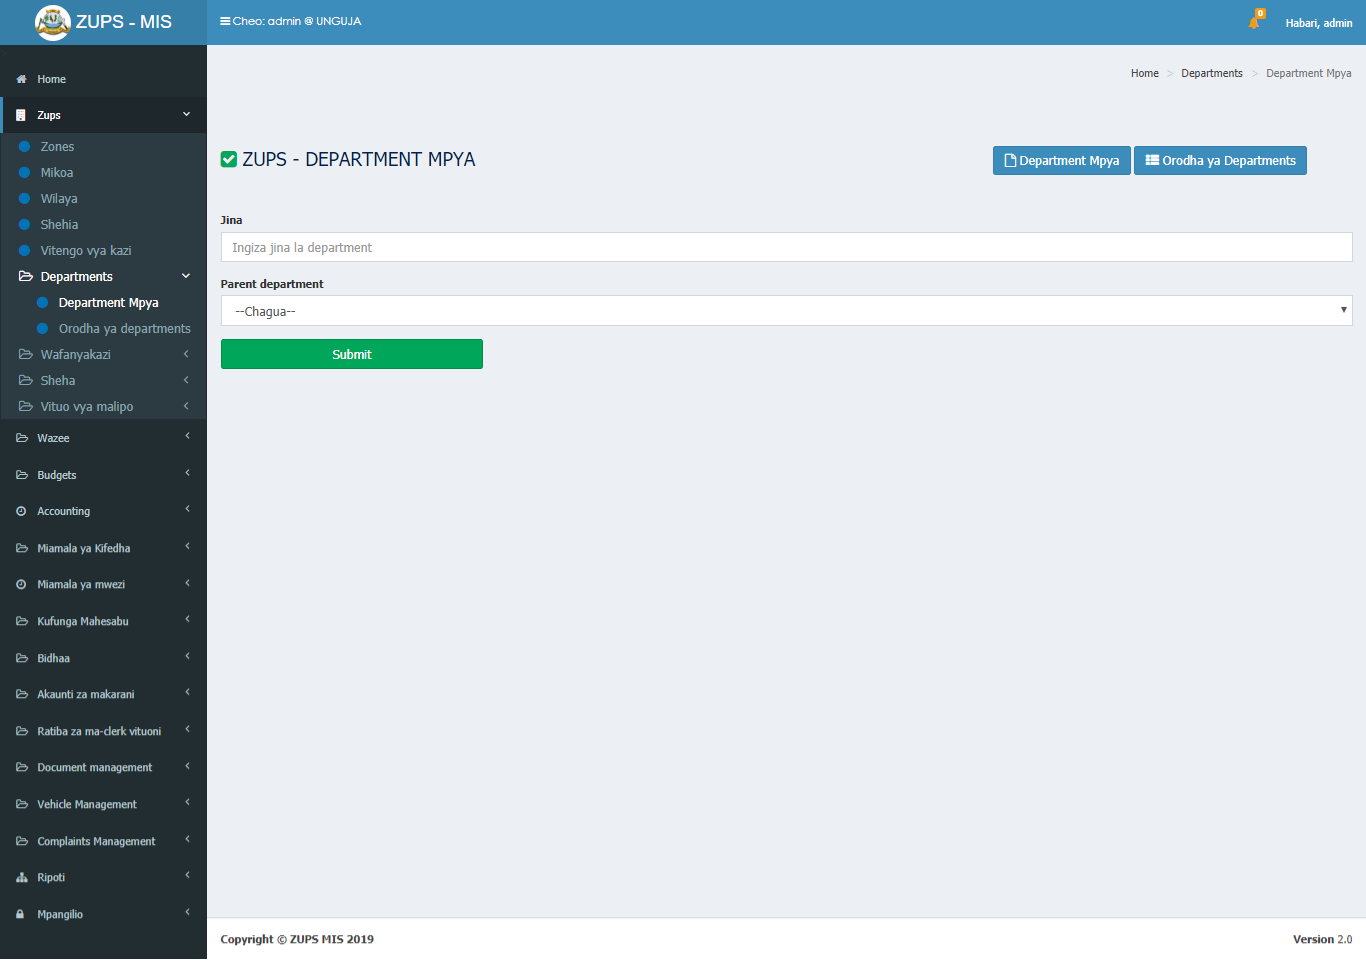 ZUPS - MIS
Cheo: admin @ UNGUJA
0
Habari, admin
Home
Zups
Zones
Mikoa
Wilaya
Shehia
Vitengo vya kazi
Departments
Department Mpya
Orodha ya departments
Wafanyakazi
Sheha
Vituo vya malipo
Wazee
Budgets
Accounting
Miamala ya Kifedha
Miamala ya mwezi
Kufunga Mahesabu
Bidhaa
Akaunti za makarani
Ratiba za ma-clerk vituoni
Document management
Vehicle Management
Complaints Management
Ripoti
Mpangilio
Home > Departments > Department Mpya
ZUPS - DEPARTMENT MPYA
Department Mpya
Orodha ya Departments
Jina
Ingiza jina la department
Parent department
--Chagua--
Submit
Copyright © ZUPS MIS 2019
Version 2.0